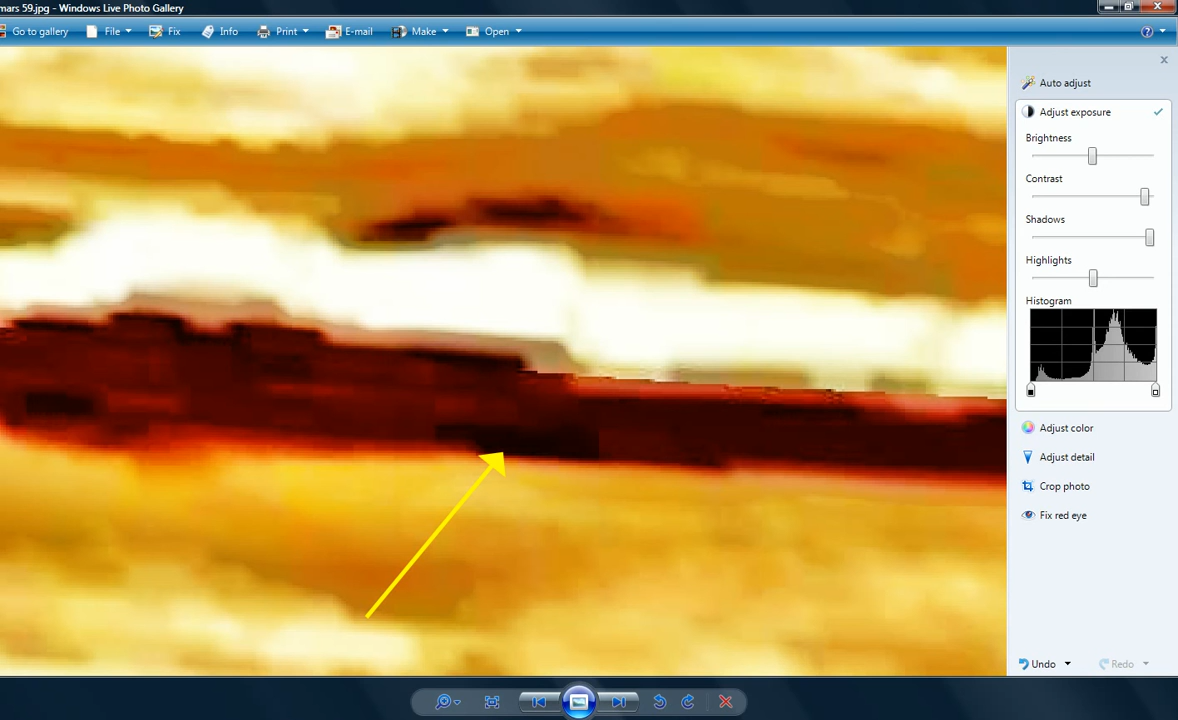 mars 59.jpg - Windows Live Photo Gallery
Go to gallery File Fix Info Print E-mail Make Open
Auto adjust
Adjust exposure
Brightness
Contrast
Shadows
Highlights
Histogram
Adjust color
Adjust detail
Crop photo
Fix red eye
Undo Redo